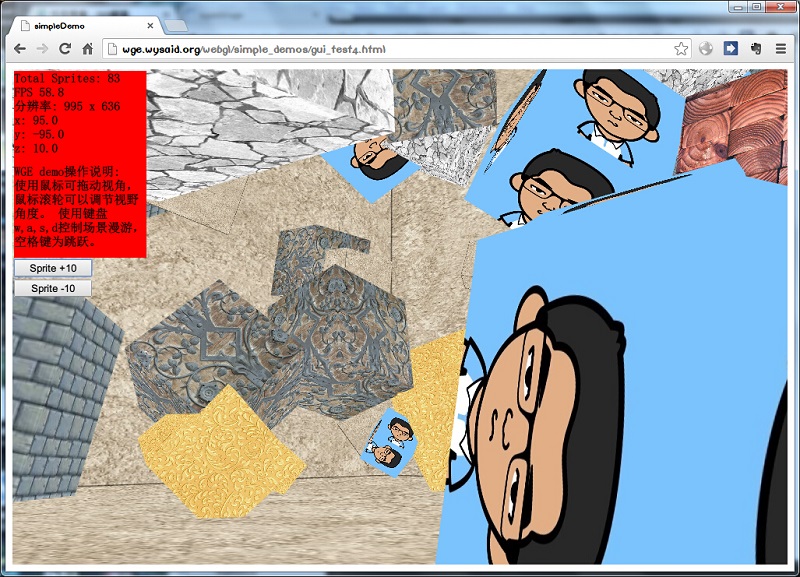 simpleDemo
wge.wysaid.org/webgl/simple_demos/gui_test4.html
Total Sprites: 83
FPS 58.8
分辨率: 995 x 636
x: 95.0
y: -95.0
z: 10.0
WGE demo操作说明:
使用鼠标可拖动视角,
鼠标滚轮可以调节视野
角度。 使用键盘
w,a,s,d控制场景漫游,
空格键为跳跃。
Sprite +10
Sprite -10